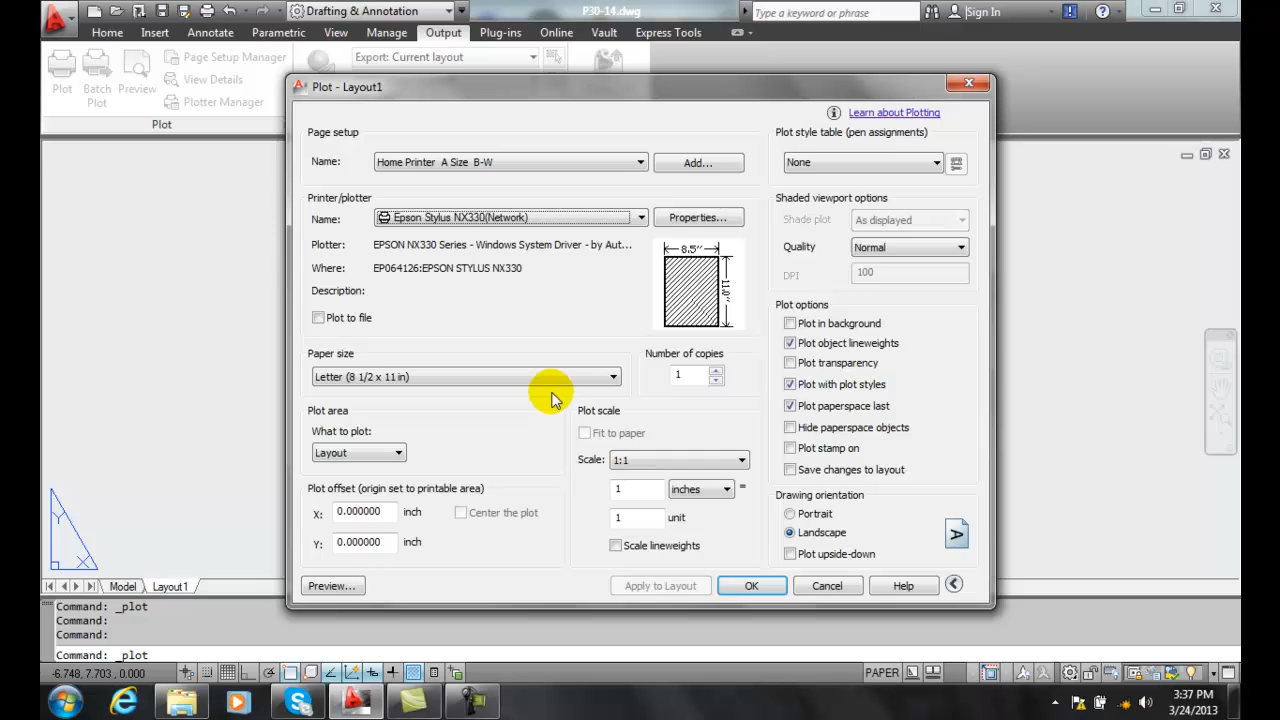 Drafting & Annotation
P30-14.dwg
Type a keyword or phrase
Sign In
Home Insert Annotate Parametric View Manage Output Plug-ins Online Vault Express Tools
Plot
Batch Plot
Preview
Page Setup Manager
View Details
Plotter Manager
Export: Current layout
Plot
Plot - Layout1
Learn about Plotting
Page setup
Name: Home Printer A Size B-W Add...
Printer/plotter
Name: Epson Stylus NX330(Network) Properties...
Plotter: EPSON NX330 Series - Windows System Driver - by Aut...
Where: EP064126:EPSON STYLUS NX330
Description:
Plot to file
8.5''
11.0''
Paper size
Letter (8 1/2 x 11 in)
Number of copies
1
Plot area
What to plot:
Layout
Plot scale
Fit to paper
Scale: 1:1
1 inches =
1 unit
Scale lineweights
Plot offset (origin set to printable area)
X: 0.000000 inch Center the plot
Y: 0.000000 inch
Plot style table (pen assignments)
None
Shaded viewport options
Shade plot As displayed
Quality Normal
DPI 100
Plot options
Plot in background
Plot object lineweights
Plot transparency
Plot with plot styles
Plot paperspace last
Hide paperspace objects
Plot stamp on
Save changes to layout
Drawing orientation
Portrait
Landscape
Plot upside-down
A
Preview... Apply to Layout OK Cancel Help
Y
X
Model Layout1
Command: _plot
Command:
Command:
Command: _plot
-6.748, 7.703, 0.000
PAPER
3:37 PM
3/24/2013